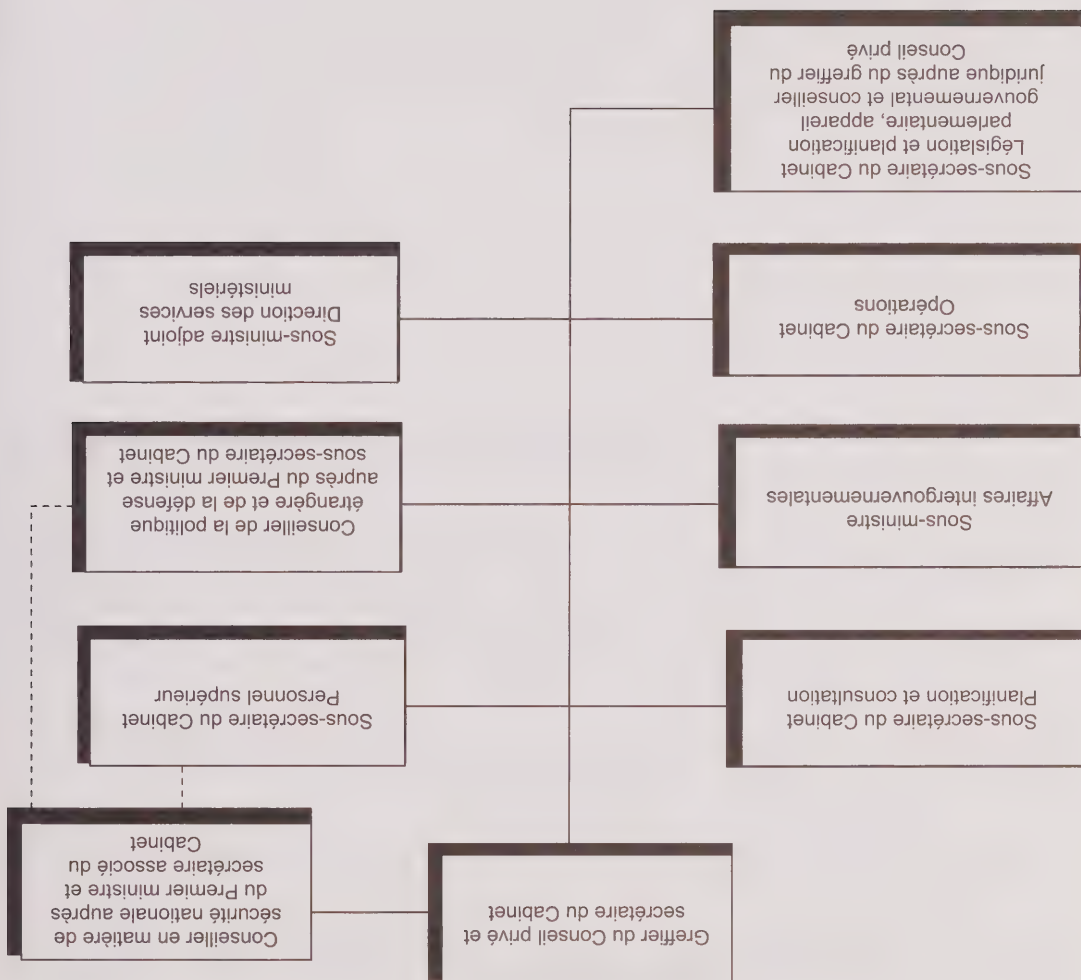 Greffier du Conseil privé et
secrétaire du Cabinet
Conseiller en matière de
sécurité nationale auprès
du Premier ministre et
secrétaire associé du
Cabinet
Sous-secrétaire du Cabinet
Planification et consultation
Sous-secrétaire du Cabinet
Personnel supérieur
Sous-ministre
Affaires intergouvernementales
Conseiller de la politique
étrangère et de la défense
auprès du Premier ministre et
sous-secrétaire du Cabinet
Sous-secrétaire du Cabinet
Opérations
Sous-ministre adjoint
Direction des services
ministériels
Sous-secrétaire du Cabinet
Législation et planification
parlementaire, appareil
gouvernemental et conseiller
juridique auprès du greffier du
Conseil privé